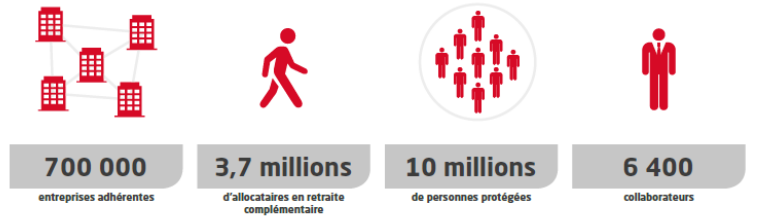 700 000
3,7 millions
10 millions
6 400
entreprises adhérentes
d'allocataires en retraite
complémentaire
de personnes protégées
collaborateurs